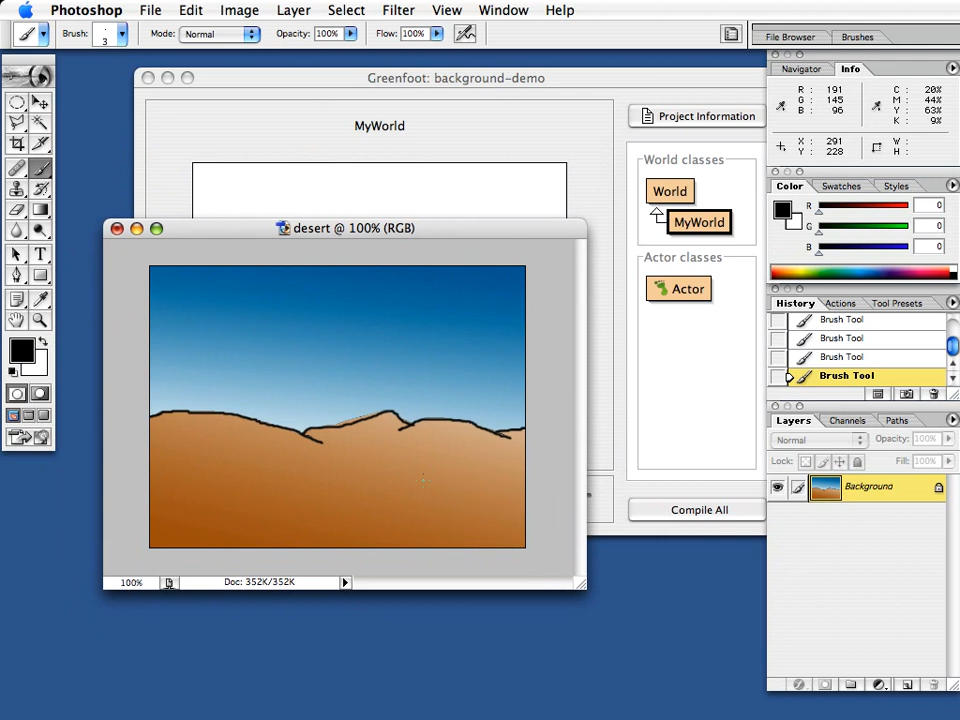 Photoshop File Edit Image Layer Select Filter View Window Help
Brush: 3 Mode: Normal Opacity: 100% Flow: 100%
File Browser Brushes
Greenfoot: background-demo
MyWorld
Project Information
World classes
World
MyWorld
Actor classes
Actor
Compile All
desert @ 100% (RGB)
100% Doc: 352K/352K
Navigator Info
R : 191 C : 20%
G : 145 M : 44%
B : 96 Y : 63%
K : 9%
X : 291 W :
Y : 228 H :
Color Swatches Styles
R 0
G 0
B 0
History Actions Tool Presets
Brush Tool
Brush Tool
Brush Tool
Brush Tool
Layers Channels Paths
Normal Opacity: 100%
Lock: Fill: 100%
Background